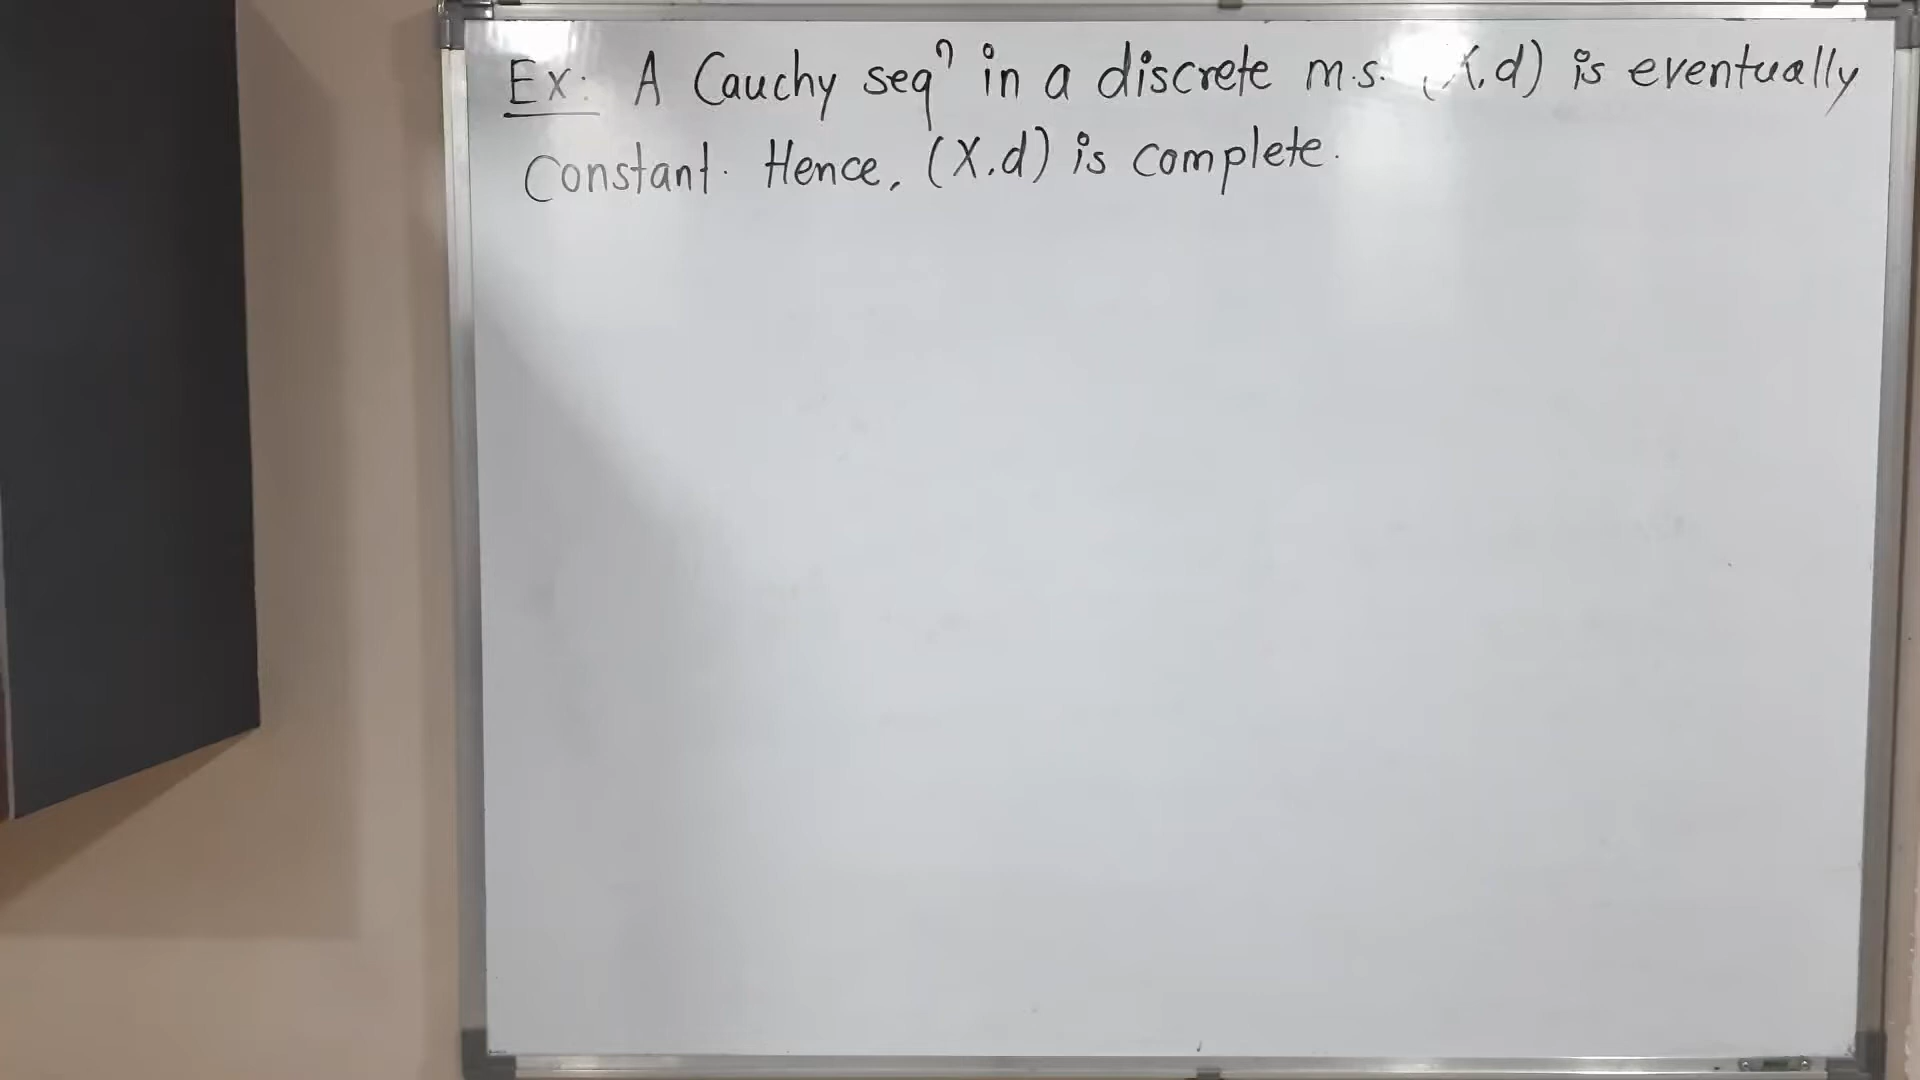 Ex: A Cauchy seqⁿ in a discrete m.s. (X,d) is eventually
Constant. Hence, (X,d) is complete.